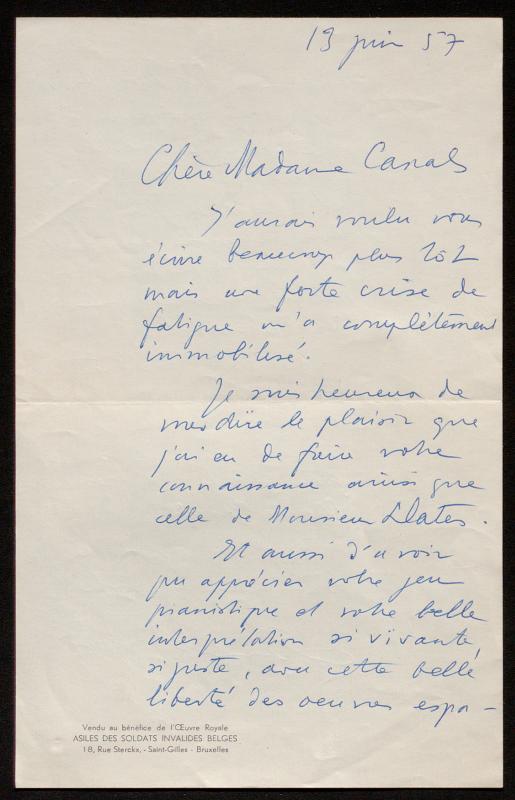 13 juin 57
Chère Madame Canals
J'aurais voulu vous
écrire beaucoup plus tôt
mais une forte crise de
fatigue m'a complètement
immobilisé.
Je suis heureux de
vous dire le plaisir que
j'ai eu de faire votre
connaissance ainsi que
celle de Monsieur Llates.
Et aussi d'avoir
pu apprécier votre jeu
pianistique et votre belle
interprétation si vivante,
si juste, avec cette belle
liberté des oeuvres espa-
Vendu au bénéfice de l'Œuvre Royale
ASILES DES SOLDATS INVALIDES BELGES
18, Rue Sterckx, - Saint-Gilles - Bruxelles